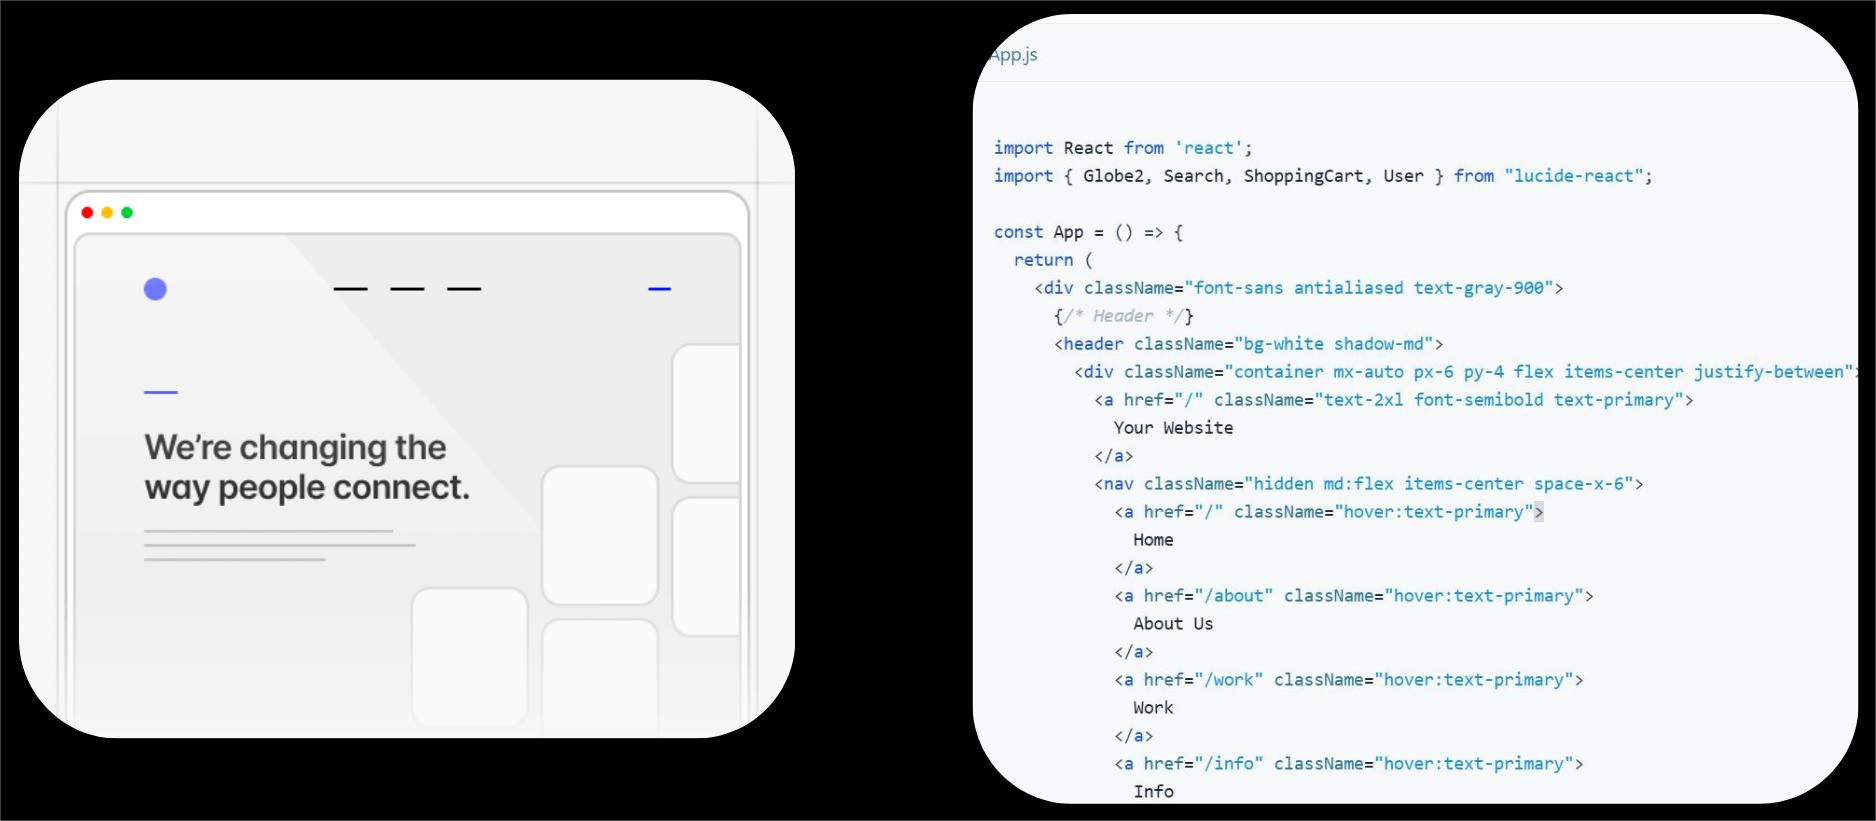 We're changing the
way people connect.
App.js
import React from 'react';
import { Globe2, Search, ShoppingCart, User } from "lucide-react";
const App = () => {
return (
<div className="font-sans antialiased text-gray-900">
{/* Header */}
<header className="bg-white shadow-md">
<div className="container mx-auto px-6 py-4 flex items-center justify-between">
<a href="/" className="text-2xl font-semibold text-primary">
Your Website
</a>
<nav className="hidden md:flex items-center space-x-6">
<a href="/" className="hover:text-primary">
Home
</a>
<a href="/about" className="hover:text-primary">
About Us
</a>
<a href="/work" className="hover:text-primary">
Work
</a>
<a href="/info" className="hover:text-primary">
Info